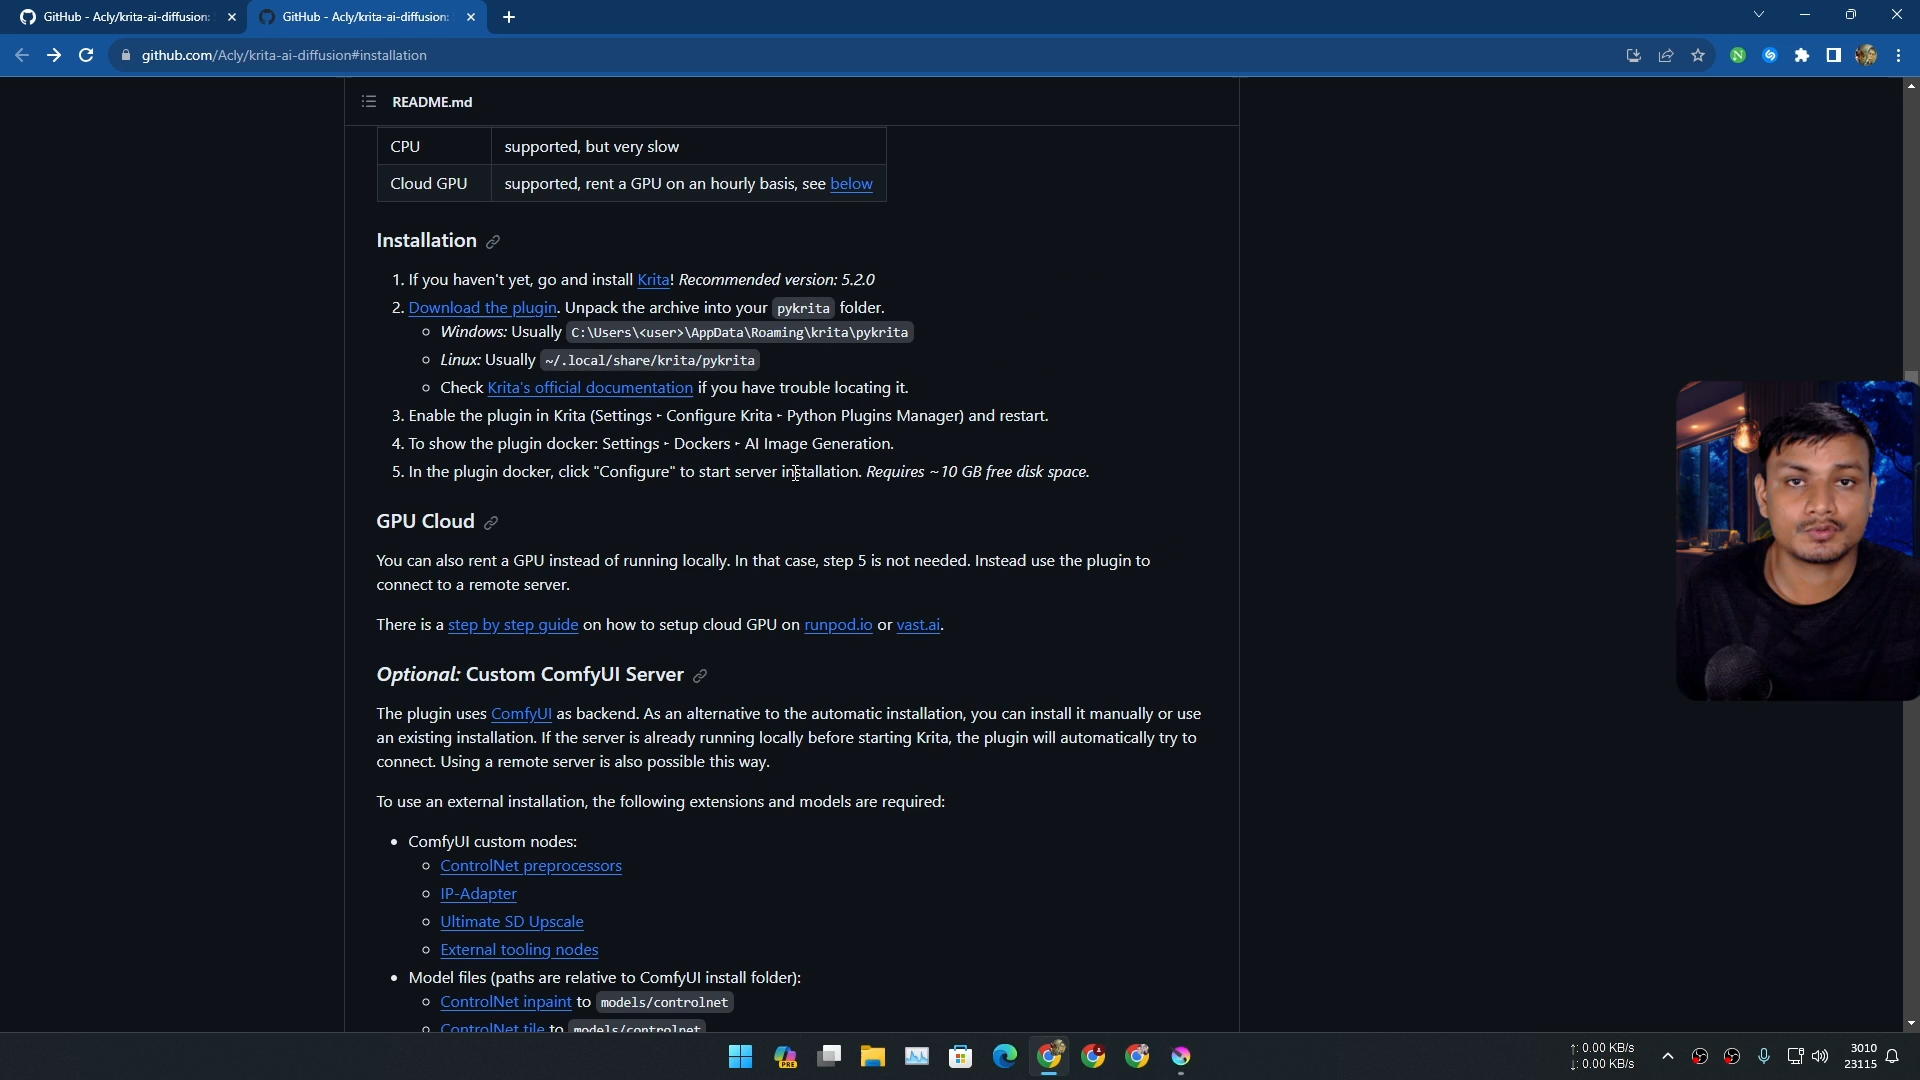 GitHub - Acly/krita-ai-diffusion:
GitHub - Acly/krita-ai-diffusion:
github.com/Acly/krita-ai-diffusion#installation
README.md
CPU supported, but very slow
Cloud GPU supported, rent a GPU on an hourly basis, see below
Installation
1. If you haven't yet, go and install Krita! Recommended version: 5.2.0
2. Download the plugin. Unpack the archive into your pykrita folder.
Windows: Usually C:\Users\<user>\AppData\Roaming\krita\pykrita
Linux: Usually ~/.local/share/krita/pykrita
Check Krita's official documentation if you have trouble locating it.
3. Enable the plugin in Krita (Settings ‣ Configure Krita ‣ Python Plugins Manager) and restart.
4. To show the plugin docker: Settings ‣ Dockers ‣ AI Image Generation.
5. In the plugin docker, click "Configure" to start server installation. Requires ~10 GB free disk space.
GPU Cloud
You can also rent a GPU instead of running locally. In that case, step 5 is not needed. Instead use the plugin to
connect to a remote server.
There is a step by step guide on how to setup cloud GPU on runpod.io or vast.ai.
Optional: Custom ComfyUI Server
The plugin uses ComfyUI as backend. As an alternative to the automatic installation, you can install it manually or use
an existing installation. If the server is already running locally before starting Krita, the plugin will automatically try to
connect. Using a remote server is also possible this way.
To use an external installation, the following extensions and models are required:
ComfyUI custom nodes:
ControlNet preprocessors
IP-Adapter
Ultimate SD Upscale
External tooling nodes
Model files (paths are relative to ComfyUI install folder):
ControlNet inpaint to models/controlnet
ControlNet tile to models/controlnet
PRE
↑: 0.00 KB/s
↓: 0.00 KB/s
3010
23115